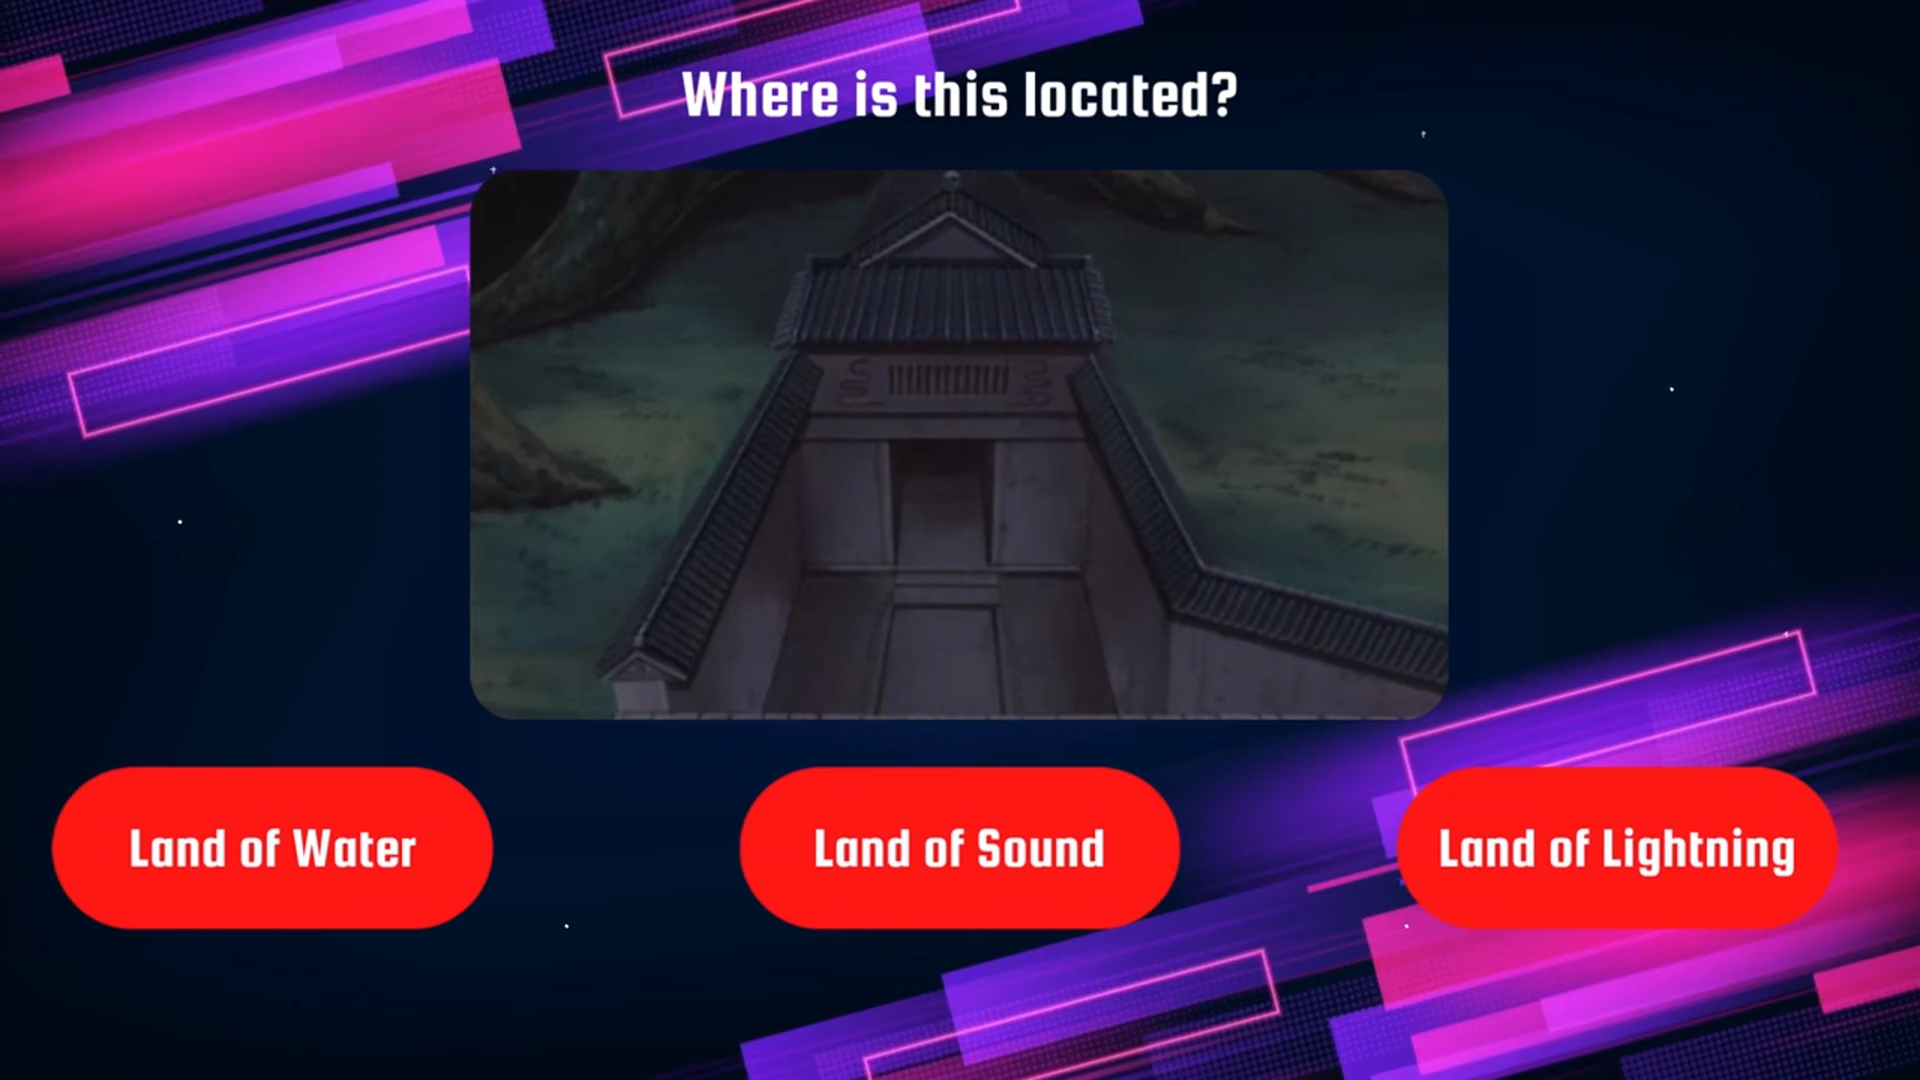 Where is this located?
Land of Water
Land of Sound
Land of Lightning